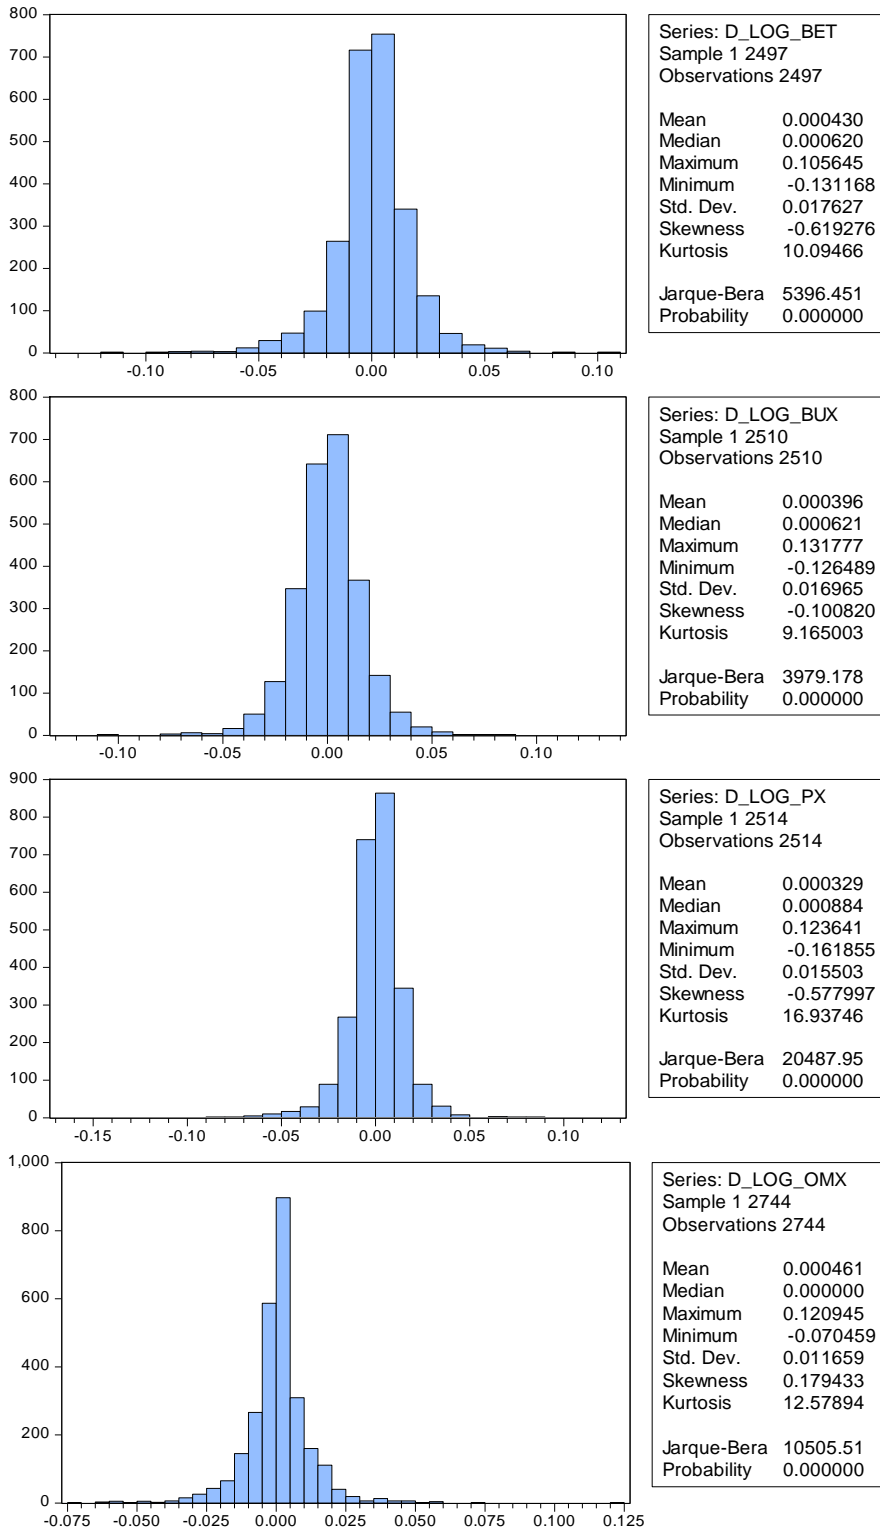 800
700
600
500
400
300
200
100
0
-0.10 -0.05 0.00 0.05 0.10
Series: D_LOG_BET
Sample 1 2497
Observations 2497
Mean 0.000430
Median 0.000620
Maximum 0.105645
Minimum -0.131168
Std. Dev. 0.017627
Skewness -0.619276
Kurtosis 10.09466
Jarque-Bera 5396.451
Probability 0.000000
800
700
600
500
400
300
200
100
0
-0.10 -0.05 0.00 0.05 0.10
Series: D_LOG_BUX
Sample 1 2510
Observations 2510
Mean 0.000396
Median 0.000621
Maximum 0.131777
Minimum -0.126489
Std. Dev. 0.016965
Skewness -0.100820
Kurtosis 9.165003
Jarque-Bera 3979.178
Probability 0.000000
900
800
700
600
500
400
300
200
100
0
-0.15 -0.10 -0.05 0.00 0.05 0.10
Series: D_LOG_PX
Sample 1 2514
Observations 2514
Mean 0.000329
Median 0.000884
Maximum 0.123641
Minimum -0.161855
Std. Dev. 0.015503
Skewness -0.577997
Kurtosis 16.93746
Jarque-Bera 20487.95
Probability 0.000000
1,000
800
600
400
200
0
-0.075 -0.050 -0.025 0.000 0.025 0.050 0.075 0.100 0.125
Series: D_LOG_OMX
Sample 1 2744
Observations 2744
Mean 0.000461
Median 0.000000
Maximum 0.120945
Minimum -0.070459
Std. Dev. 0.011659
Skewness 0.179433
Kurtosis 12.57894
Jarque-Bera 10505.51
Probability 0.000000